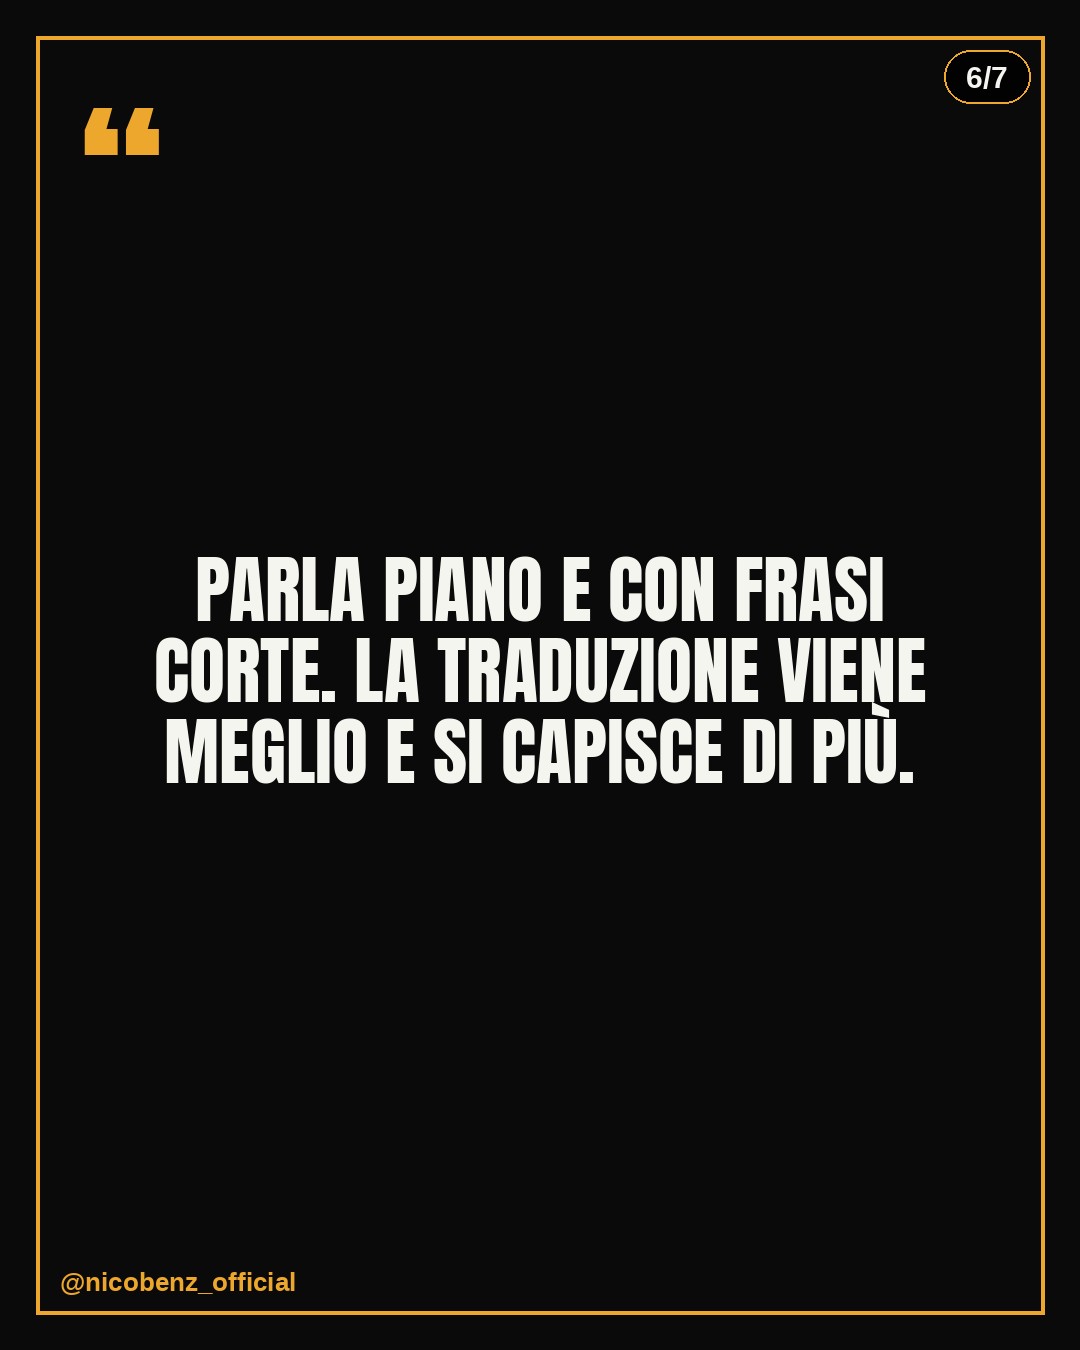 6/7
❝
PARLA PIANO E CON FRASI
CORTE. LA TRADUZIONE VIENE
MEGLIO E SI CAPISCE DI PIÙ.
@nicobenz_official